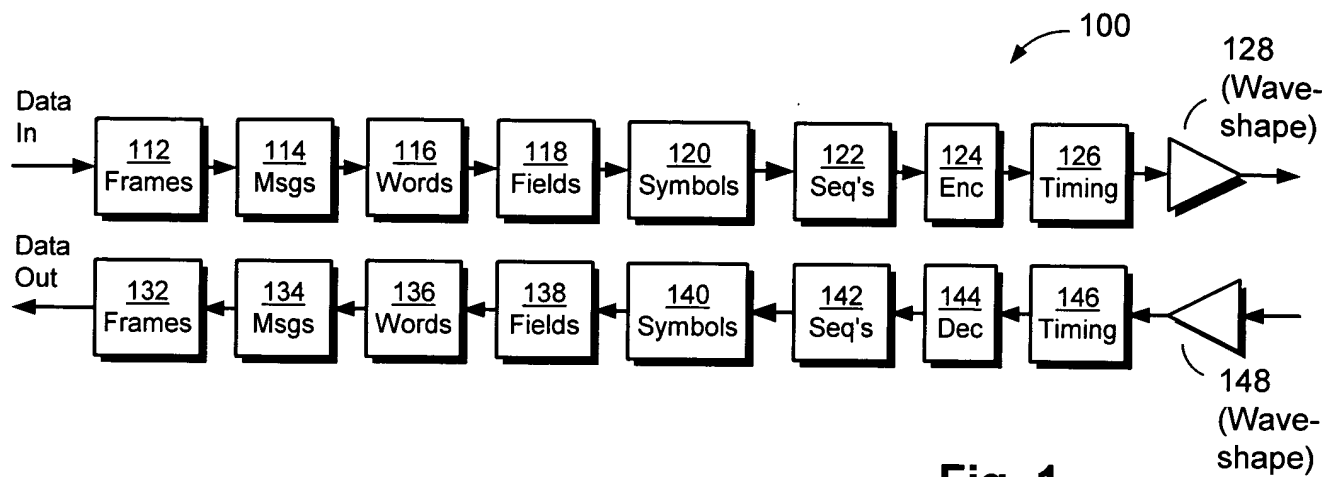 100
128
(Wave-
shape)
Data
In
112
Frames
114
Msgs
116
Words
118
Fields
120
Symbols
122
Seq's
124
Enc
126
Timing
Data
Out
132
Frames
134
Msgs
136
Words
138
Fields
140
Symbols
142
Seq's
144
Dec
146
Timing
148
(Wave-
shape)
Fig. 1